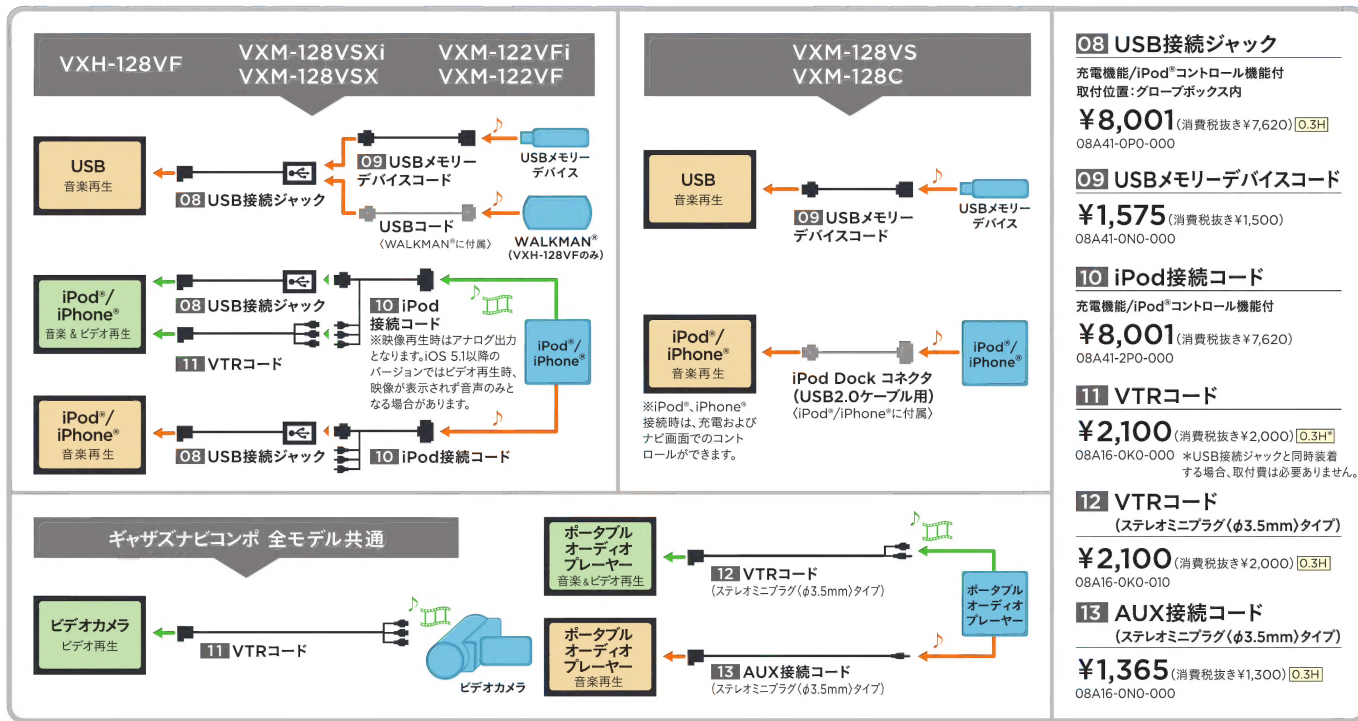 VXH-128VF
VXM-128VSXi
VXM-128VSX
VXM-122VFi
VXM-122VF
USB
音楽再生
08 USB接続ジャック
09 USBメモリー
デバイスコード
USBメモリー
デバイス
USBコード
〈WALKMAN®に付属〉
WALKMAN®
(VXH-128VFのみ)
iPod®/
iPhone®
音楽 & ビデオ再生
08 USB接続ジャック
11 VTRコード
10 iPod
接続コード
※映像再生時はアナログ出力
となります。iOS 5.1以降の
バージョンではビデオ再生時、
映像が表示されず音声のみと
なる場合があります。
iPod®/
iPhone®
iPod®/
iPhone®
音楽再生
08 USB接続ジャック
10 iPod接続コード
VXM-128VS
VXM-128C
USB
音楽再生
09 USBメモリー
デバイスコード
USBメモリー
デバイス
iPod®/
iPhone®
音楽再生
※iPod®、iPhone®
接続時は、充電および
ナビ画面でのコント
ロールができます。
iPod Dock コネクタ
(USB2.0ケーブル用)
〈iPod®/iPhone®に付属〉
iPod®/
iPhone®
ギャザズナビコンポ 全モデル共通
ビデオカメラ
ビデオ再生
11 VTRコード
ビデオカメラ
ポータブル
オーディオ
プレーヤー
音楽&ビデオ再生
12 VTRコード
(ステレオミニプラグ〈φ3.5mm〉タイプ)
ポータブル
オーディオ
プレーヤー
ポータブル
オーディオ
プレーヤー
音楽再生
13 AUX接続コード
(ステレオミニプラグ〈φ3.5mm〉タイプ)
08 USB接続ジャック
充電機能/iPod®コントロール機能付
取付位置:グローブボックス内
¥8,001(消費税抜き¥7,620) 0.3H
08A41-0P0-000
09 USBメモリーデバイスコード
¥1,575(消費税抜き¥1,500)
08A41-0N0-000
10 iPod接続コード
充電機能/iPod®コントロール機能付
¥8,001(消費税抜き¥7,620)
08A41-2P0-000
11 VTRコード
¥2,100(消費税抜き¥2,000) 0.3H*
08A16-0K0-000 *USB接続ジャックと同時装着
する場合、取付費は必要ありません。
12 VTRコード
(ステレオミニプラグ〈φ3.5mm〉タイプ)
¥2,100(消費税抜き¥2,000) 0.3H
08A16-0K0-010
13 AUX接続コード
(ステレオミニプラグ〈φ3.5mm〉タイプ)
¥1,365(消費税抜き¥1,300) 0.3H
08A16-0N0-000